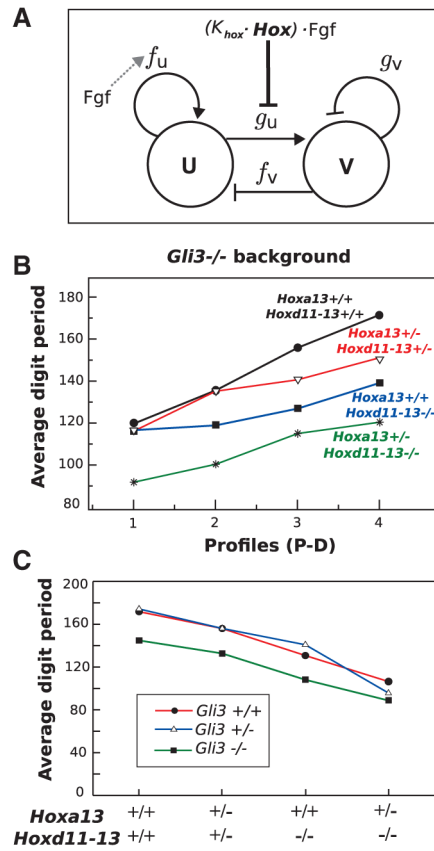 A
(K_hox· Hox) ·Fgf
f_u
g_v
Fgf
g_u
U
V
f_v
B
Gli3-/- background
180
160
140
120
100
80
Average digit period
Hoxa13+/+
Hoxd11-13+/+
Hoxa13+/-
Hoxd11-13+/-
Hoxa13+/+
Hoxd11-13-/-
Hoxa13+/-
Hoxd11-13-/-
1 2 3 4
Profiles (P-D)
C
200
160
120
80
40
0
Average digit period
Gli3 +/+
Gli3 +/-
Gli3 -/-
Hoxa13 +/+ +/- +/+ +/-
Hoxd11-13 +/+ +/- -/- -/-